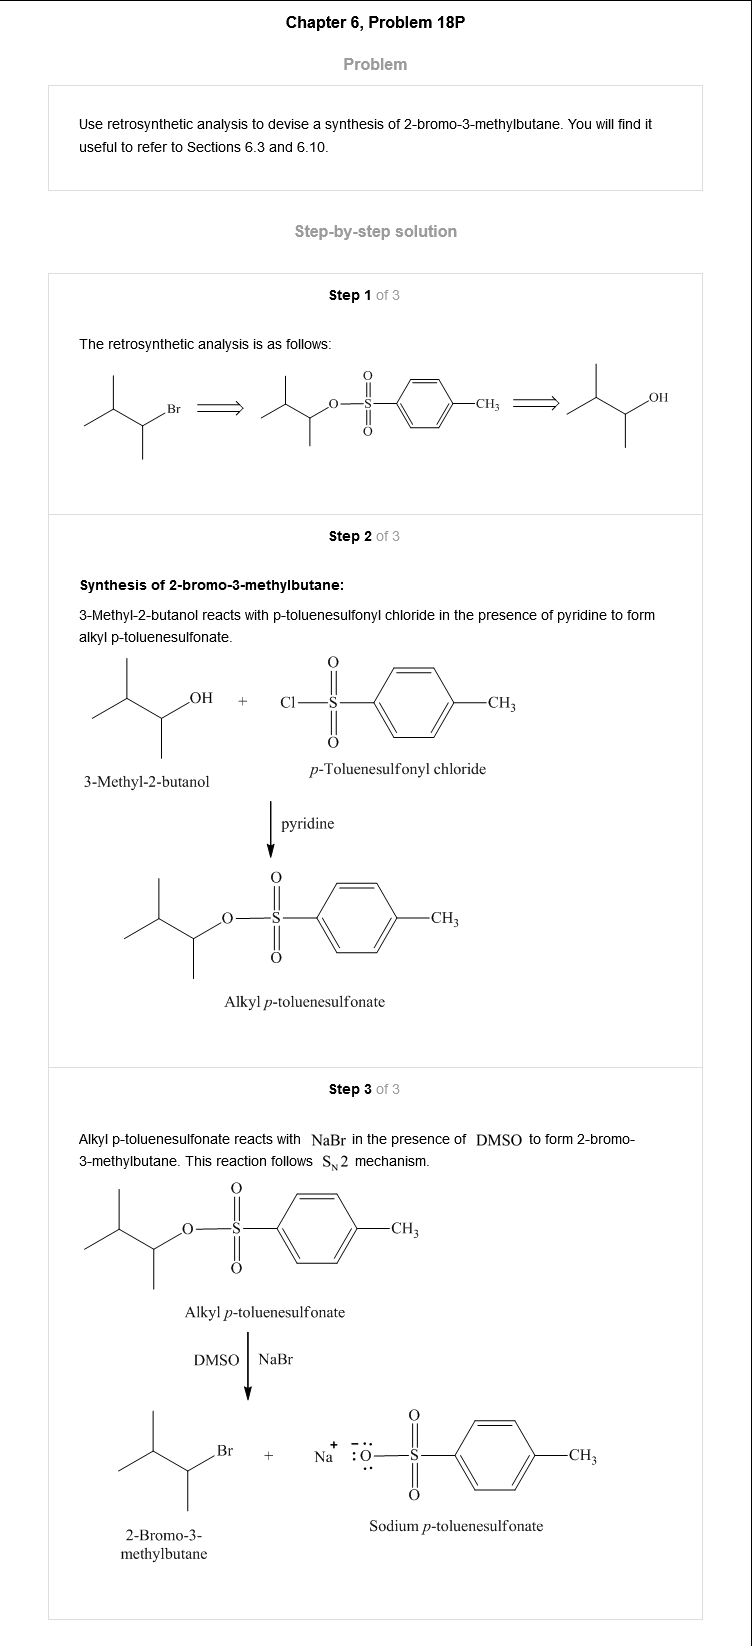 Chapter 6, Problem 18P
Problem
Use retrosynthetic analysis to devise a synthesis of 2-bromo-3-methylbutane. You will find it
useful to refer to Sections 6.3 and 6.10.
Step-by-step solution
Step 1 of 3
The retrosynthetic analysis is as follows:
Br
O
O
S
O
CH₃
OH
Step 2 of 3
Synthesis of 2-bromo-3-methylbutane:
3-Methyl-2-butanol reacts with p-toluenesulfonyl chloride in the presence of pyridine to form
alkyl p-toluenesulfonate.
OH
+
O
Cl
S
O
CH₃
3-Methyl-2-butanol
p-Toluenesulfonyl chloride
pyridine
O
O
S
O
CH₃
Alkyl p-toluenesulfonate
Step 3 of 3
Alkyl p-toluenesulfonate reacts with NaBr in the presence of DMSO to form 2-bromo-
3-methylbutane. This reaction follows S_N2 mechanism.
O
O
S
O
CH₃
Alkyl p-toluenesulfonate
DMSO NaBr
Br
+
Na⁺
:O
O
S
O
CH₃
2-Bromo-3-
methylbutane
Sodium p-toluenesulfonate